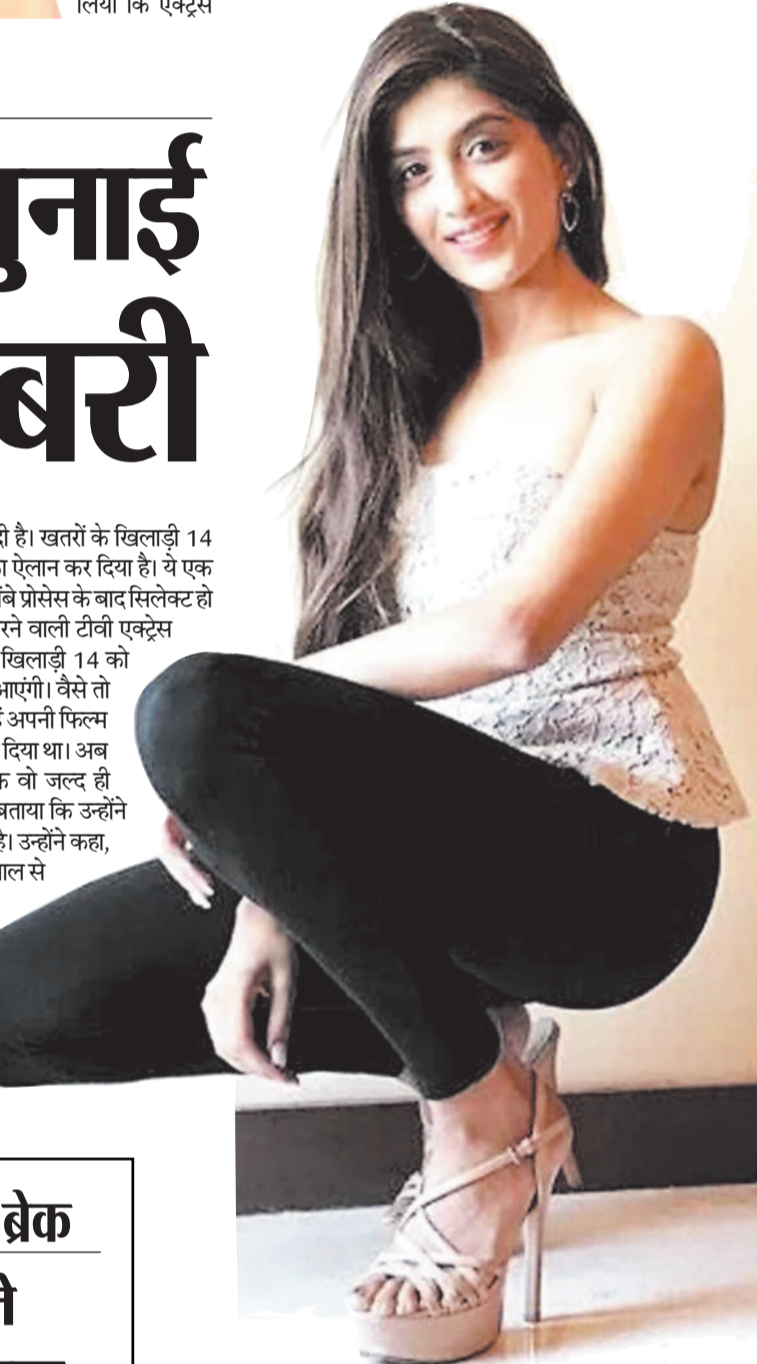 लिया कि एक्ट्रेस
नाई
बरी
है। खतरों के खिलाड़ी 14
ऐलान कर दिया है। ये एक
प्रोसेस के बाद सिलेक्ट हो
रने वाली टीवी एक्ट्रेस
खिलाड़ी 14 को
आएंगी। वैसे तो
अपनी फिल्म
दिया था। अब
वो जल्द ही
बताया कि उन्होंने
है। उन्होंने कहा,
से
ब्रेक